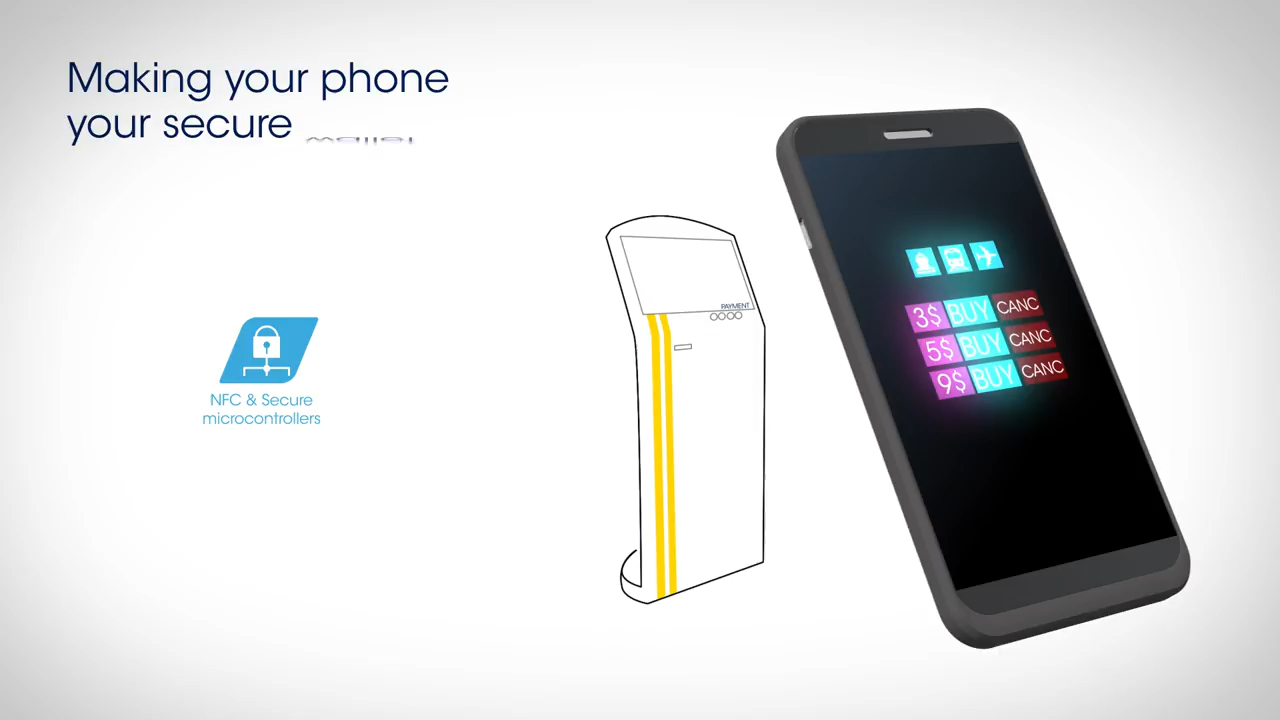 Making your phone
your secure
NFC & Secure
microcontrollers
PAYMENT
3$ BUY CANC
5$ BUY CANC
9$ BUY CANC